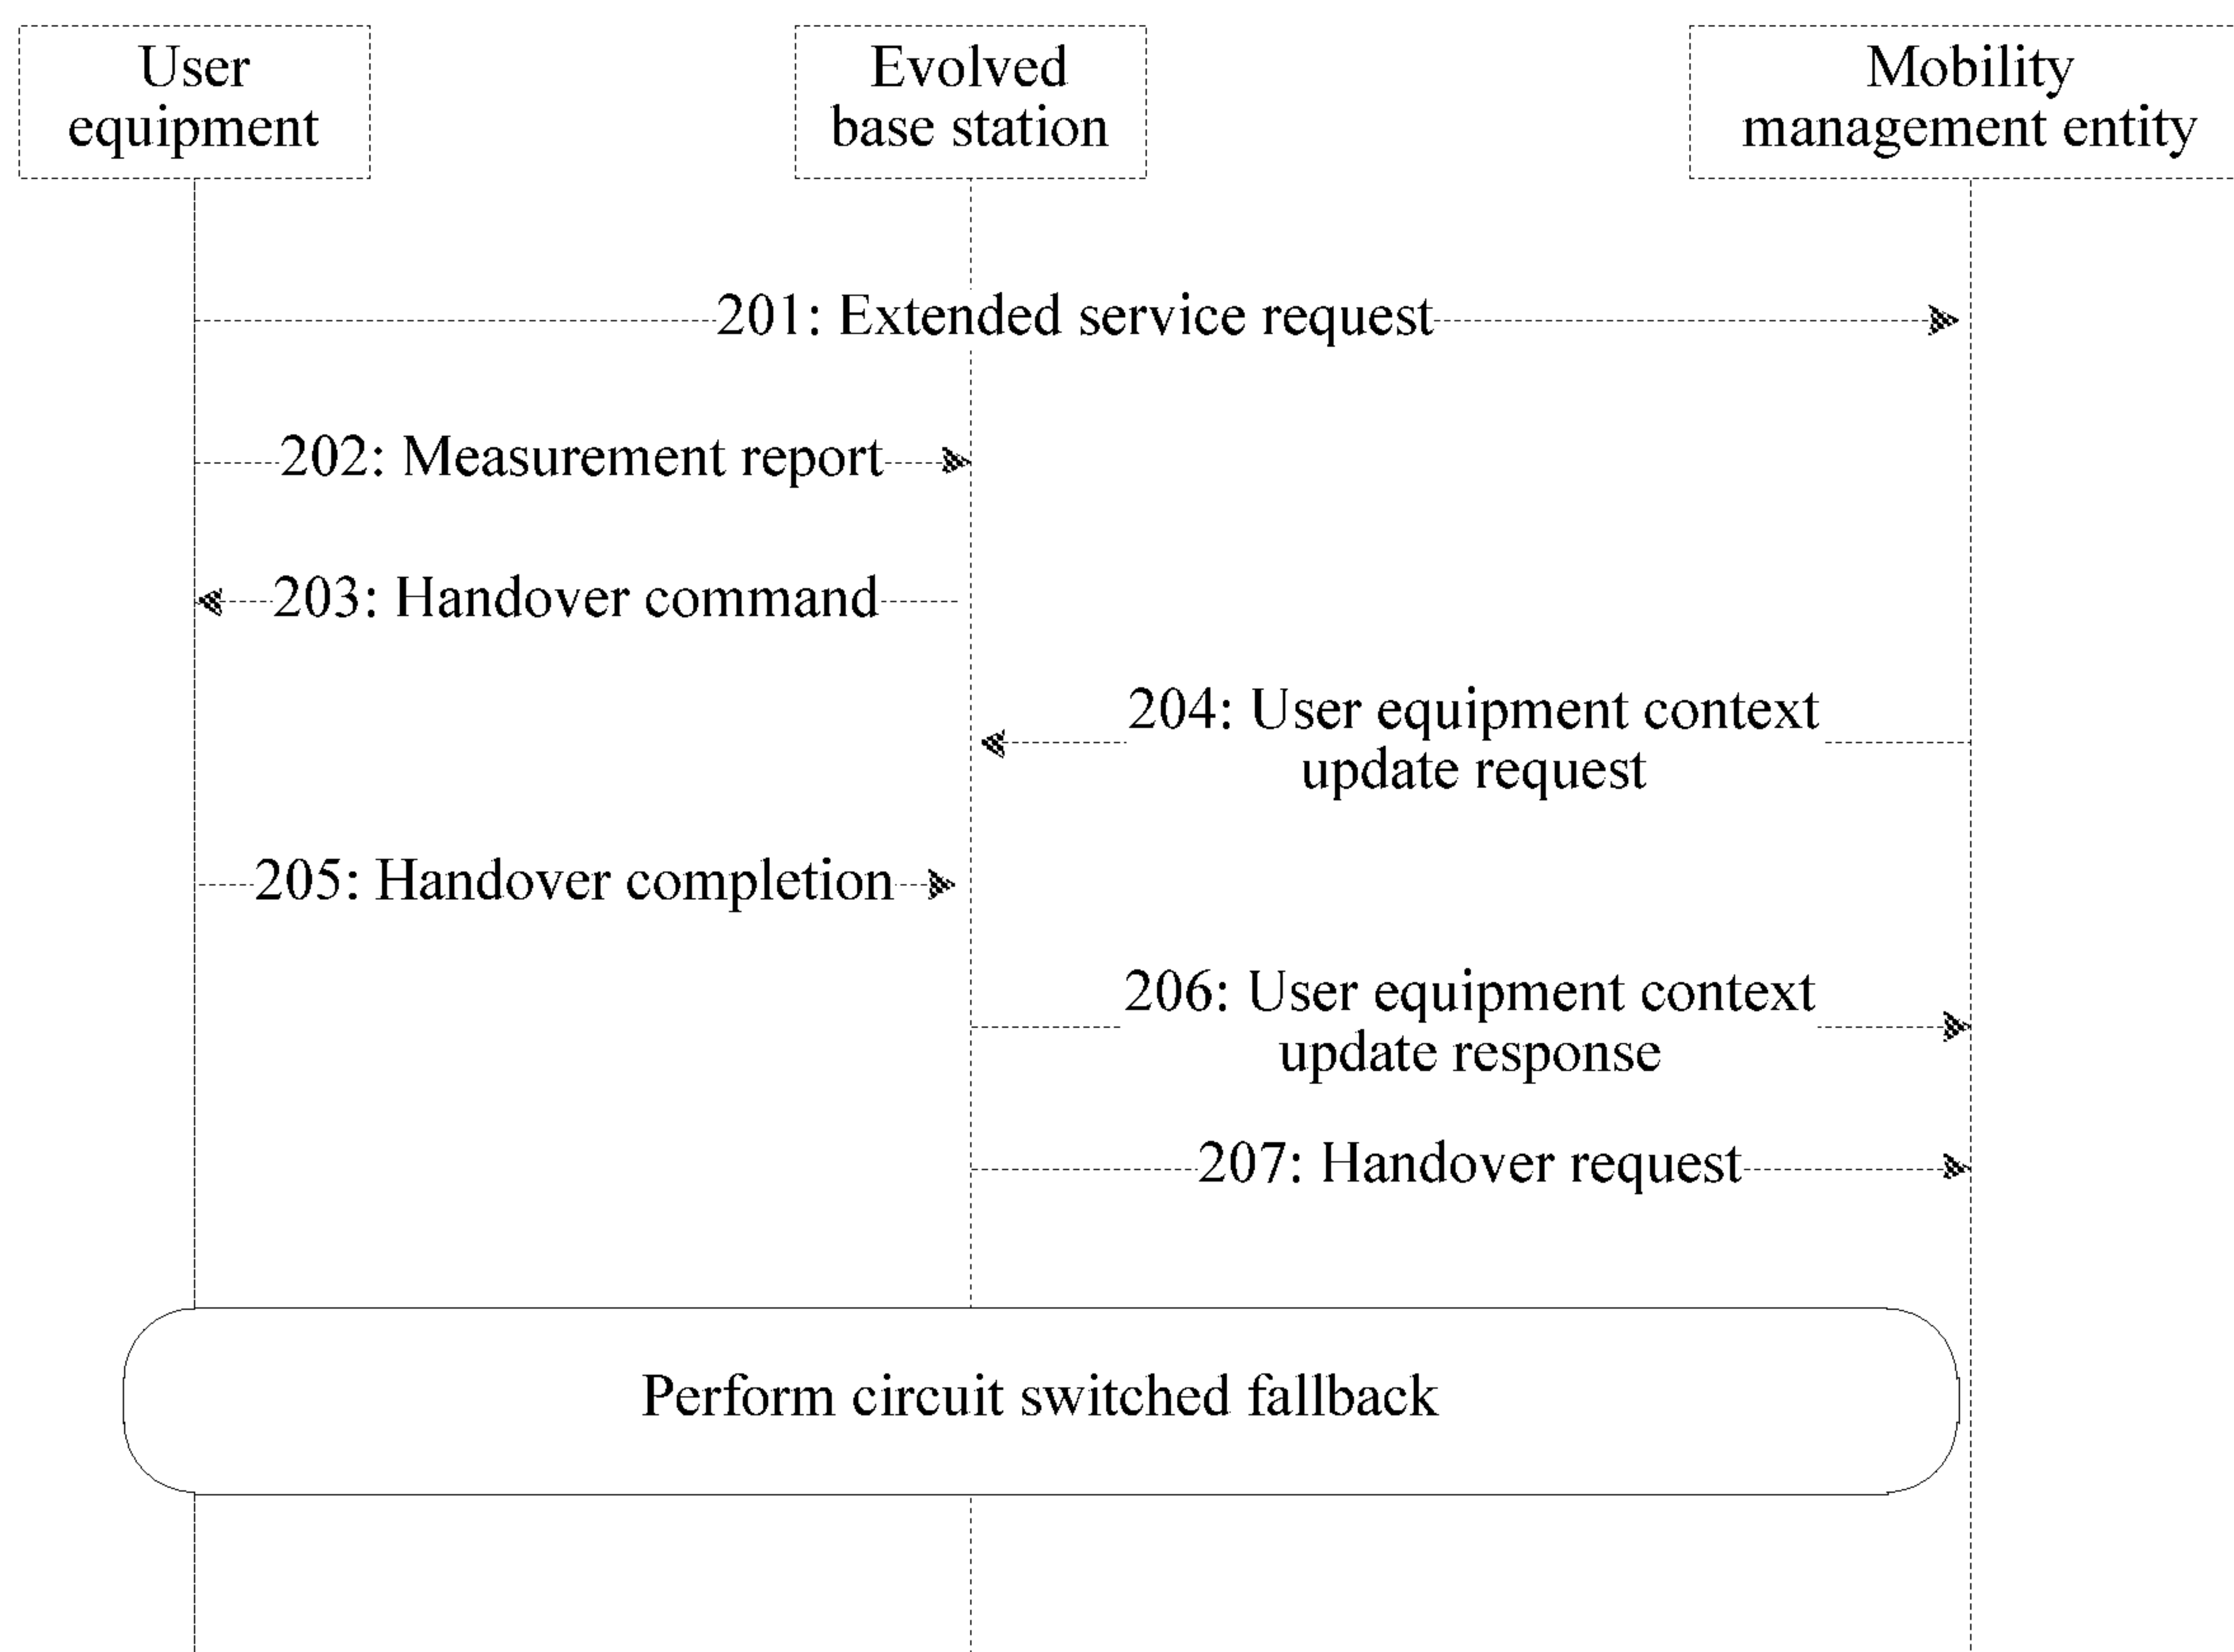 User
equipment
Evolved
base station
Mobility
management entity
201: Extended service request
202: Measurement report
203: Handover command
204: User equipment context
update request
205: Handover completion
206: User equipment context
update response
207: Handover request
Perform circuit switched fallback